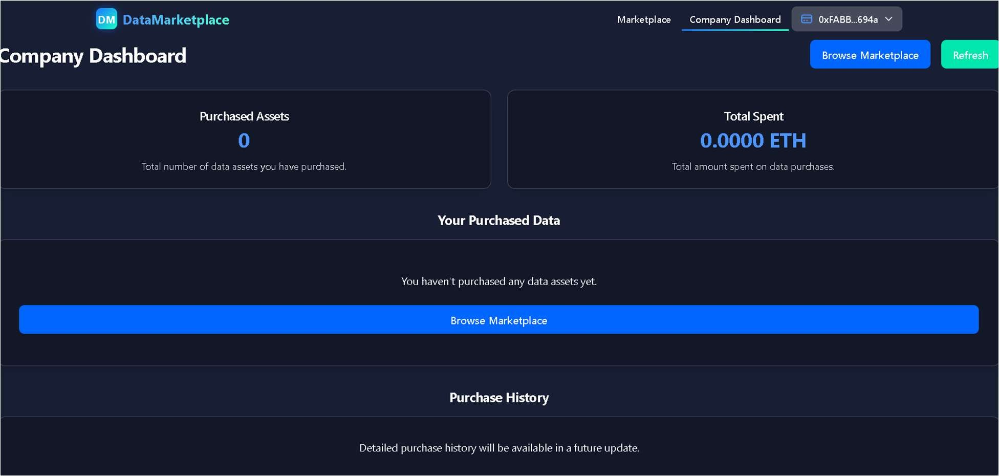 DM DataMarketplace
Marketplace Company Dashboard 0xFABB...694a
Company Dashboard
Browse Marketplace Refresh
Purchased Assets
0
Total number of data assets you have purchased.
Total Spent
0.0000 ETH
Total amount spent on data purchases.
Your Purchased Data
You haven't purchased any data assets yet.
Browse Marketplace
Purchase History
Detailed purchase history will be available in a future update.